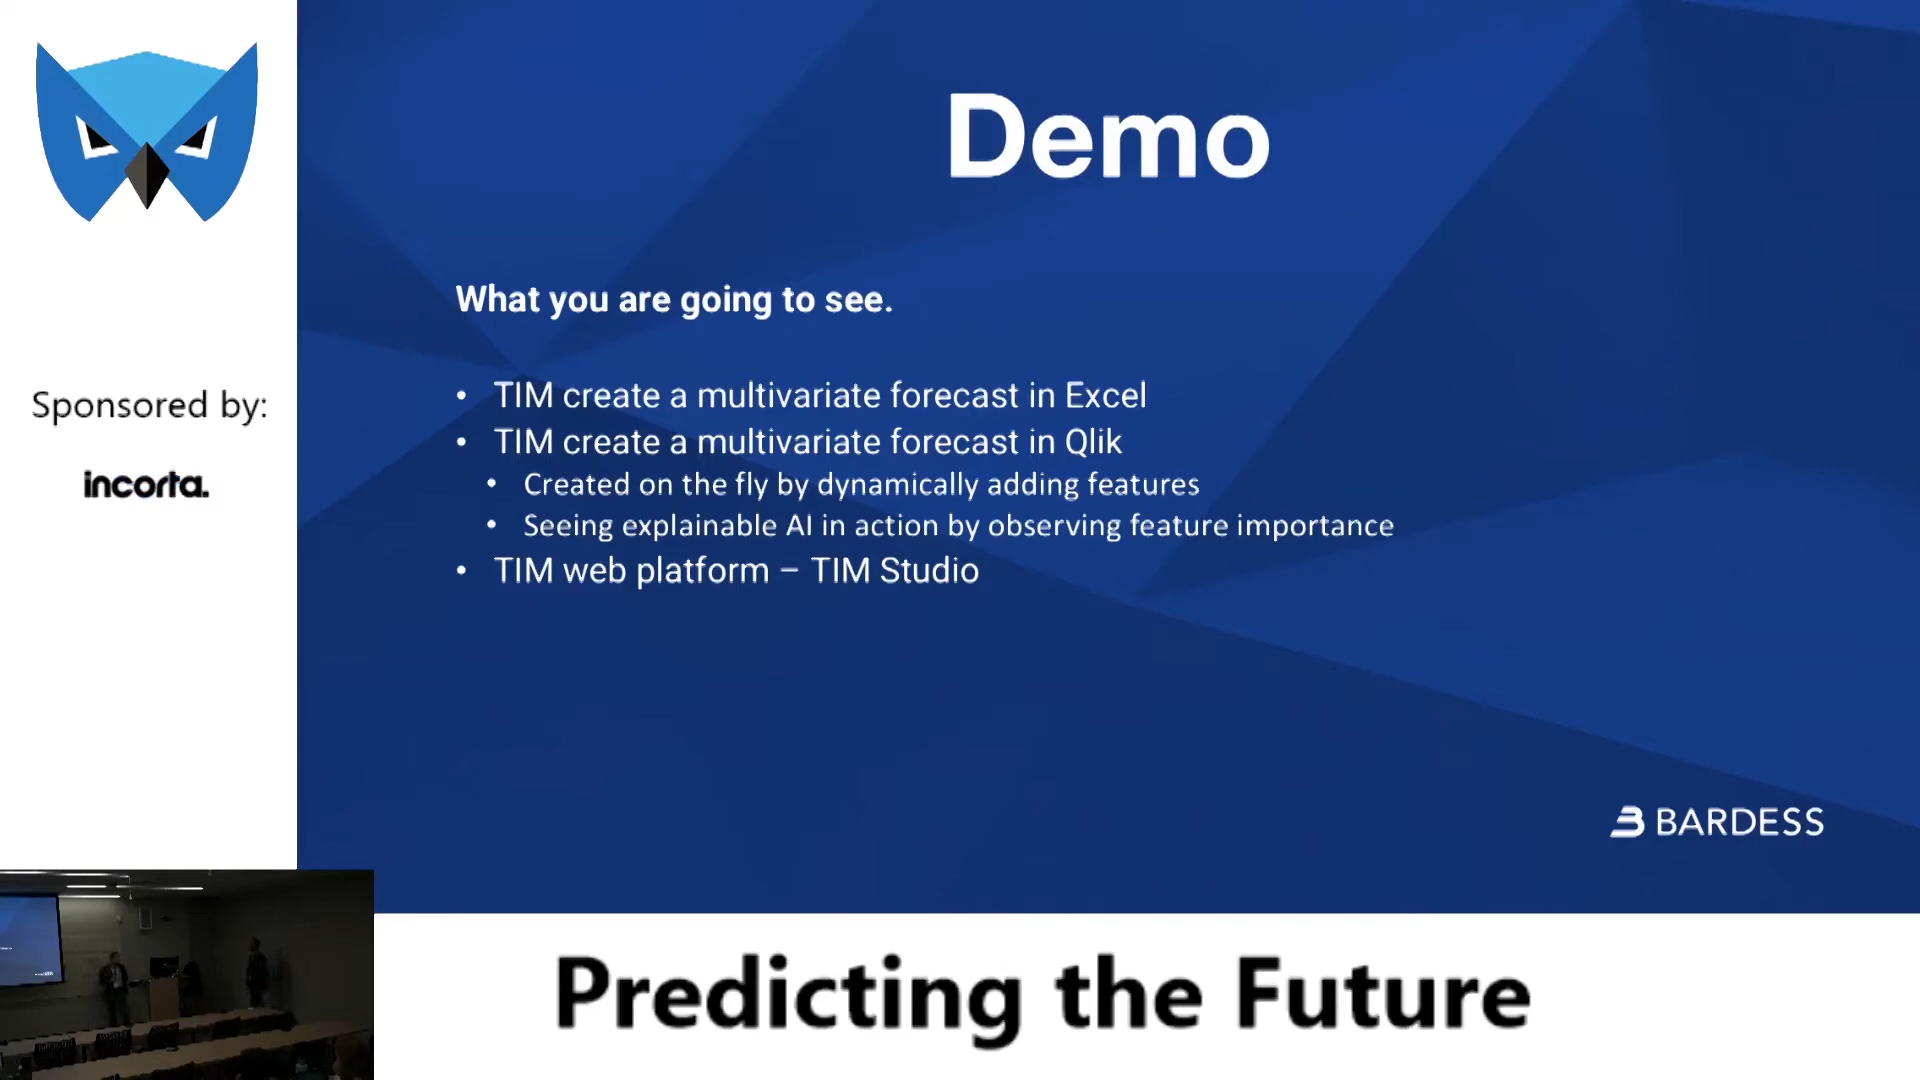 Demo
What you are going to see.
• TIM create a multivariate forecast in Excel
• TIM create a multivariate forecast in Qlik
• Created on the fly by dynamically adding features
• Seeing explainable AI in action by observing feature importance
• TIM web platform – TIM Studio
Sponsored by:
incorta.
BARDESS
Predicting the Future